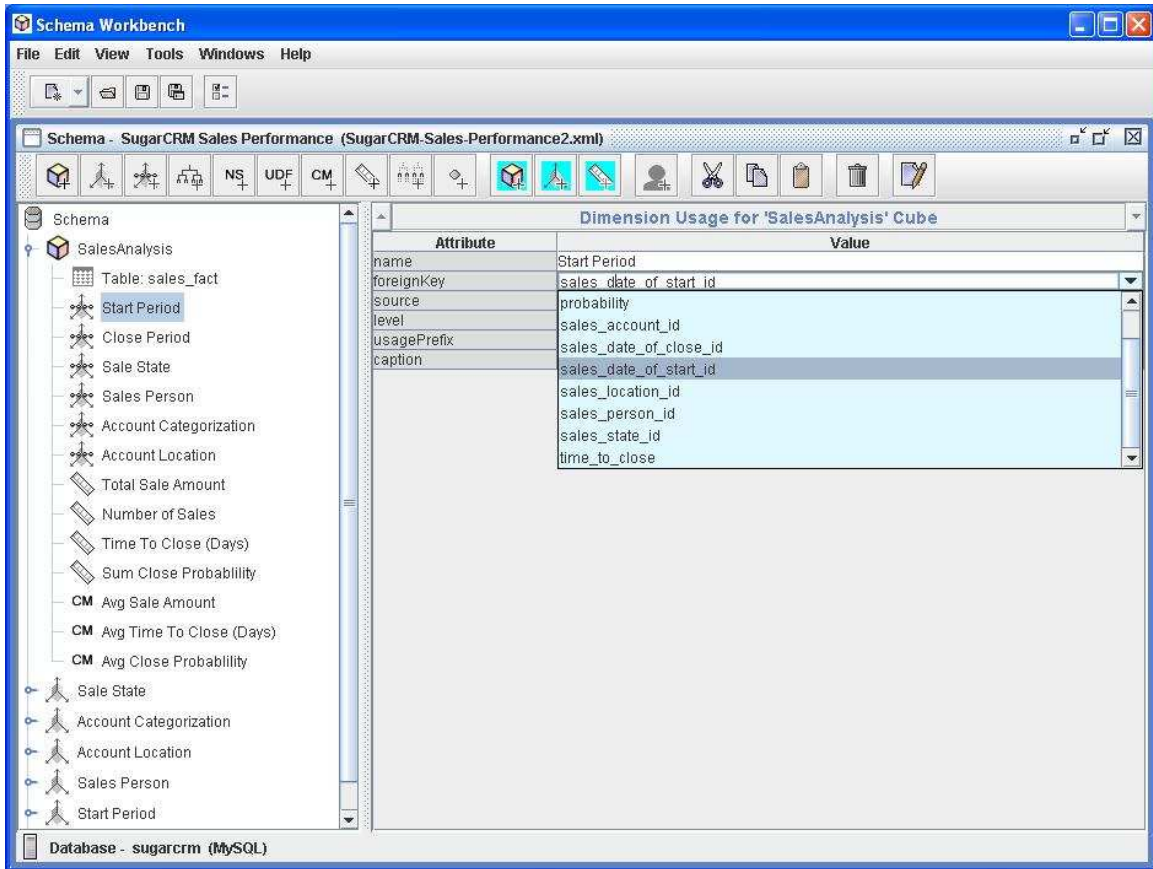 Schema Workbench
File Edit View Tools Windows Help
Schema - SugarCRM Sales Performance (SugarCRM-Sales-Performance2.xml)
NS UDF CM
Schema
SalesAnalysis
Table: sales_fact
Start Period
Close Period
Sale State
Sales Person
Account Categorization
Account Location
Total Sale Amount
Number of Sales
Time To Close (Days)
Sum Close Probablility
CM Avg Sale Amount
CM Avg Time To Close (Days)
CM Avg Close Probablility
Sale State
Account Categorization
Account Location
Sales Person
Start Period
Dimension Usage for 'SalesAnalysis' Cube
Attribute Value
name Start Period
foreignKey sales_date_of_start_id
source
level
usagePrefix
caption
probability
sales_account_id
sales_date_of_close_id
sales_date_of_start_id
sales_location_id
sales_person_id
sales_state_id
time_to_close
Database - sugarcrm (MySQL)